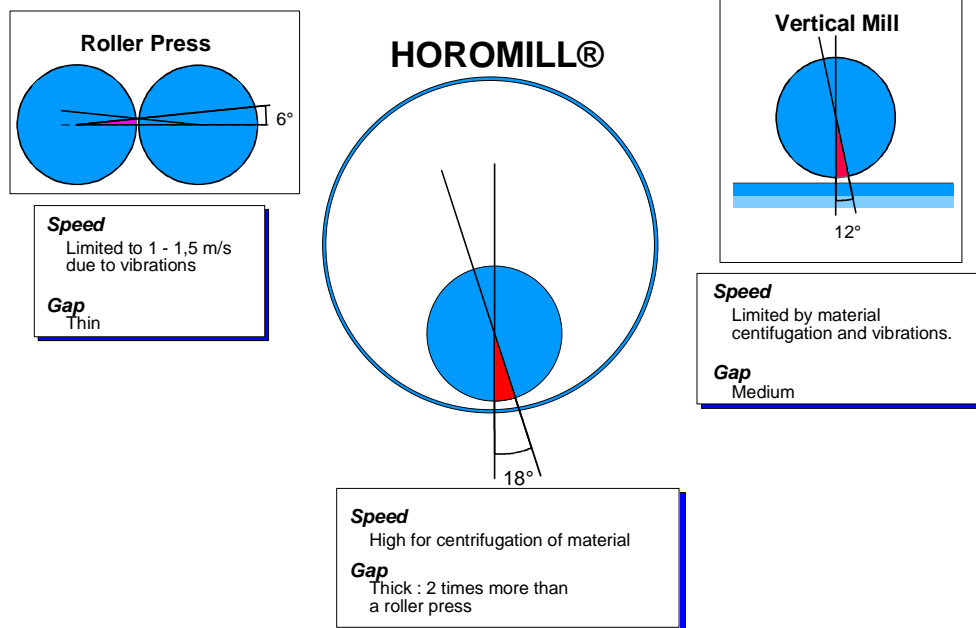 Roller Press
6°
Speed
Limited to 1 - 1,5 m/s
due to vibrations
Gap
Thin
HOROMILL®
18°
Speed
High for centrifugation of material
Gap
Thick : 2 times more than
a roller press
Vertical Mill
12°
Speed
Limited by material
centifugation and vibrations.
Gap
Medium